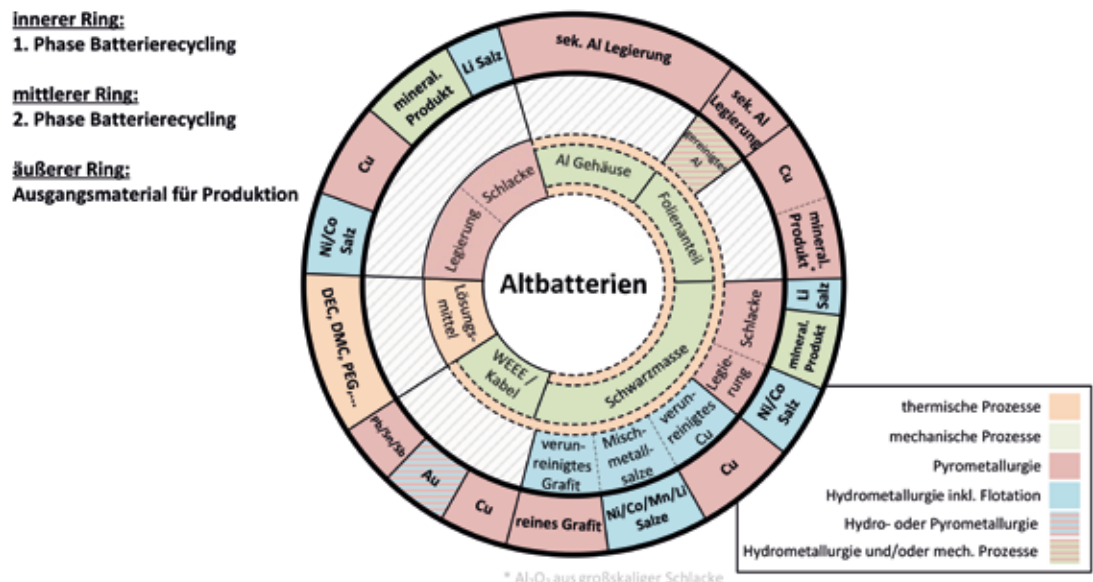 innerer Ring:
1. Phase Batterierecycling
mittlerer Ring:
2. Phase Batterierecycling
äußerer Ring:
Ausgangsmaterial für Produktion
sek. Al Legierung
sek. Al
Legierung
Cu
mineral.
Produkt*
Li
Salz
mineral.
Produkt
Ni/Co
Salz
Cu
Ni/Co/Mn/Li
Salze
reines Grafit
Cu
Au
Pb/Sn/Sb
DEC, DMC, PEG,...
Ni/Co
Salz
Cu
mineral.
Produkt
Li Salz
gereinigtes
Al
Schlacke
Legie-
rung
verun-
reinigtes
Cu
Misch-
metall-
salze
verun-
reinigtes
Grafit
Al Gehäuse
Folienanteil
Schwarzmasse
WEEE /
Kabel
Lösungs-
mittel
Legierung
Schlacke
Altbatterien
thermische Prozesse
mechanische Prozesse
Pyrometallurgie
Hydrometallurgie inkl. Flotation
Hydro- oder Pyrometallurgie
Hydrometallurgie und/oder mech. Prozesse
* Al₂O₃ aus großskaliger Schlacke